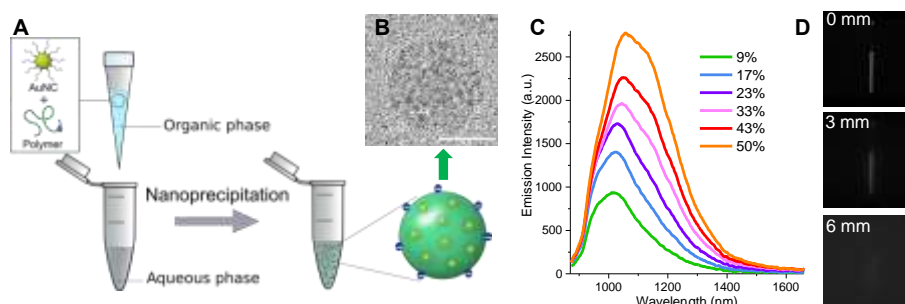 A
AuNC
+
Polymer
Organic phase
Nanoprecipitation
Aqueous phase
B
C
Emission Intensity (a.u.)
2500
2000
1500
1000
500
0
9%
17%
23%
33%
43%
50%
1000
1200
1400
1600
Wavelength (nm)
D
0 mm
3 mm
6 mm